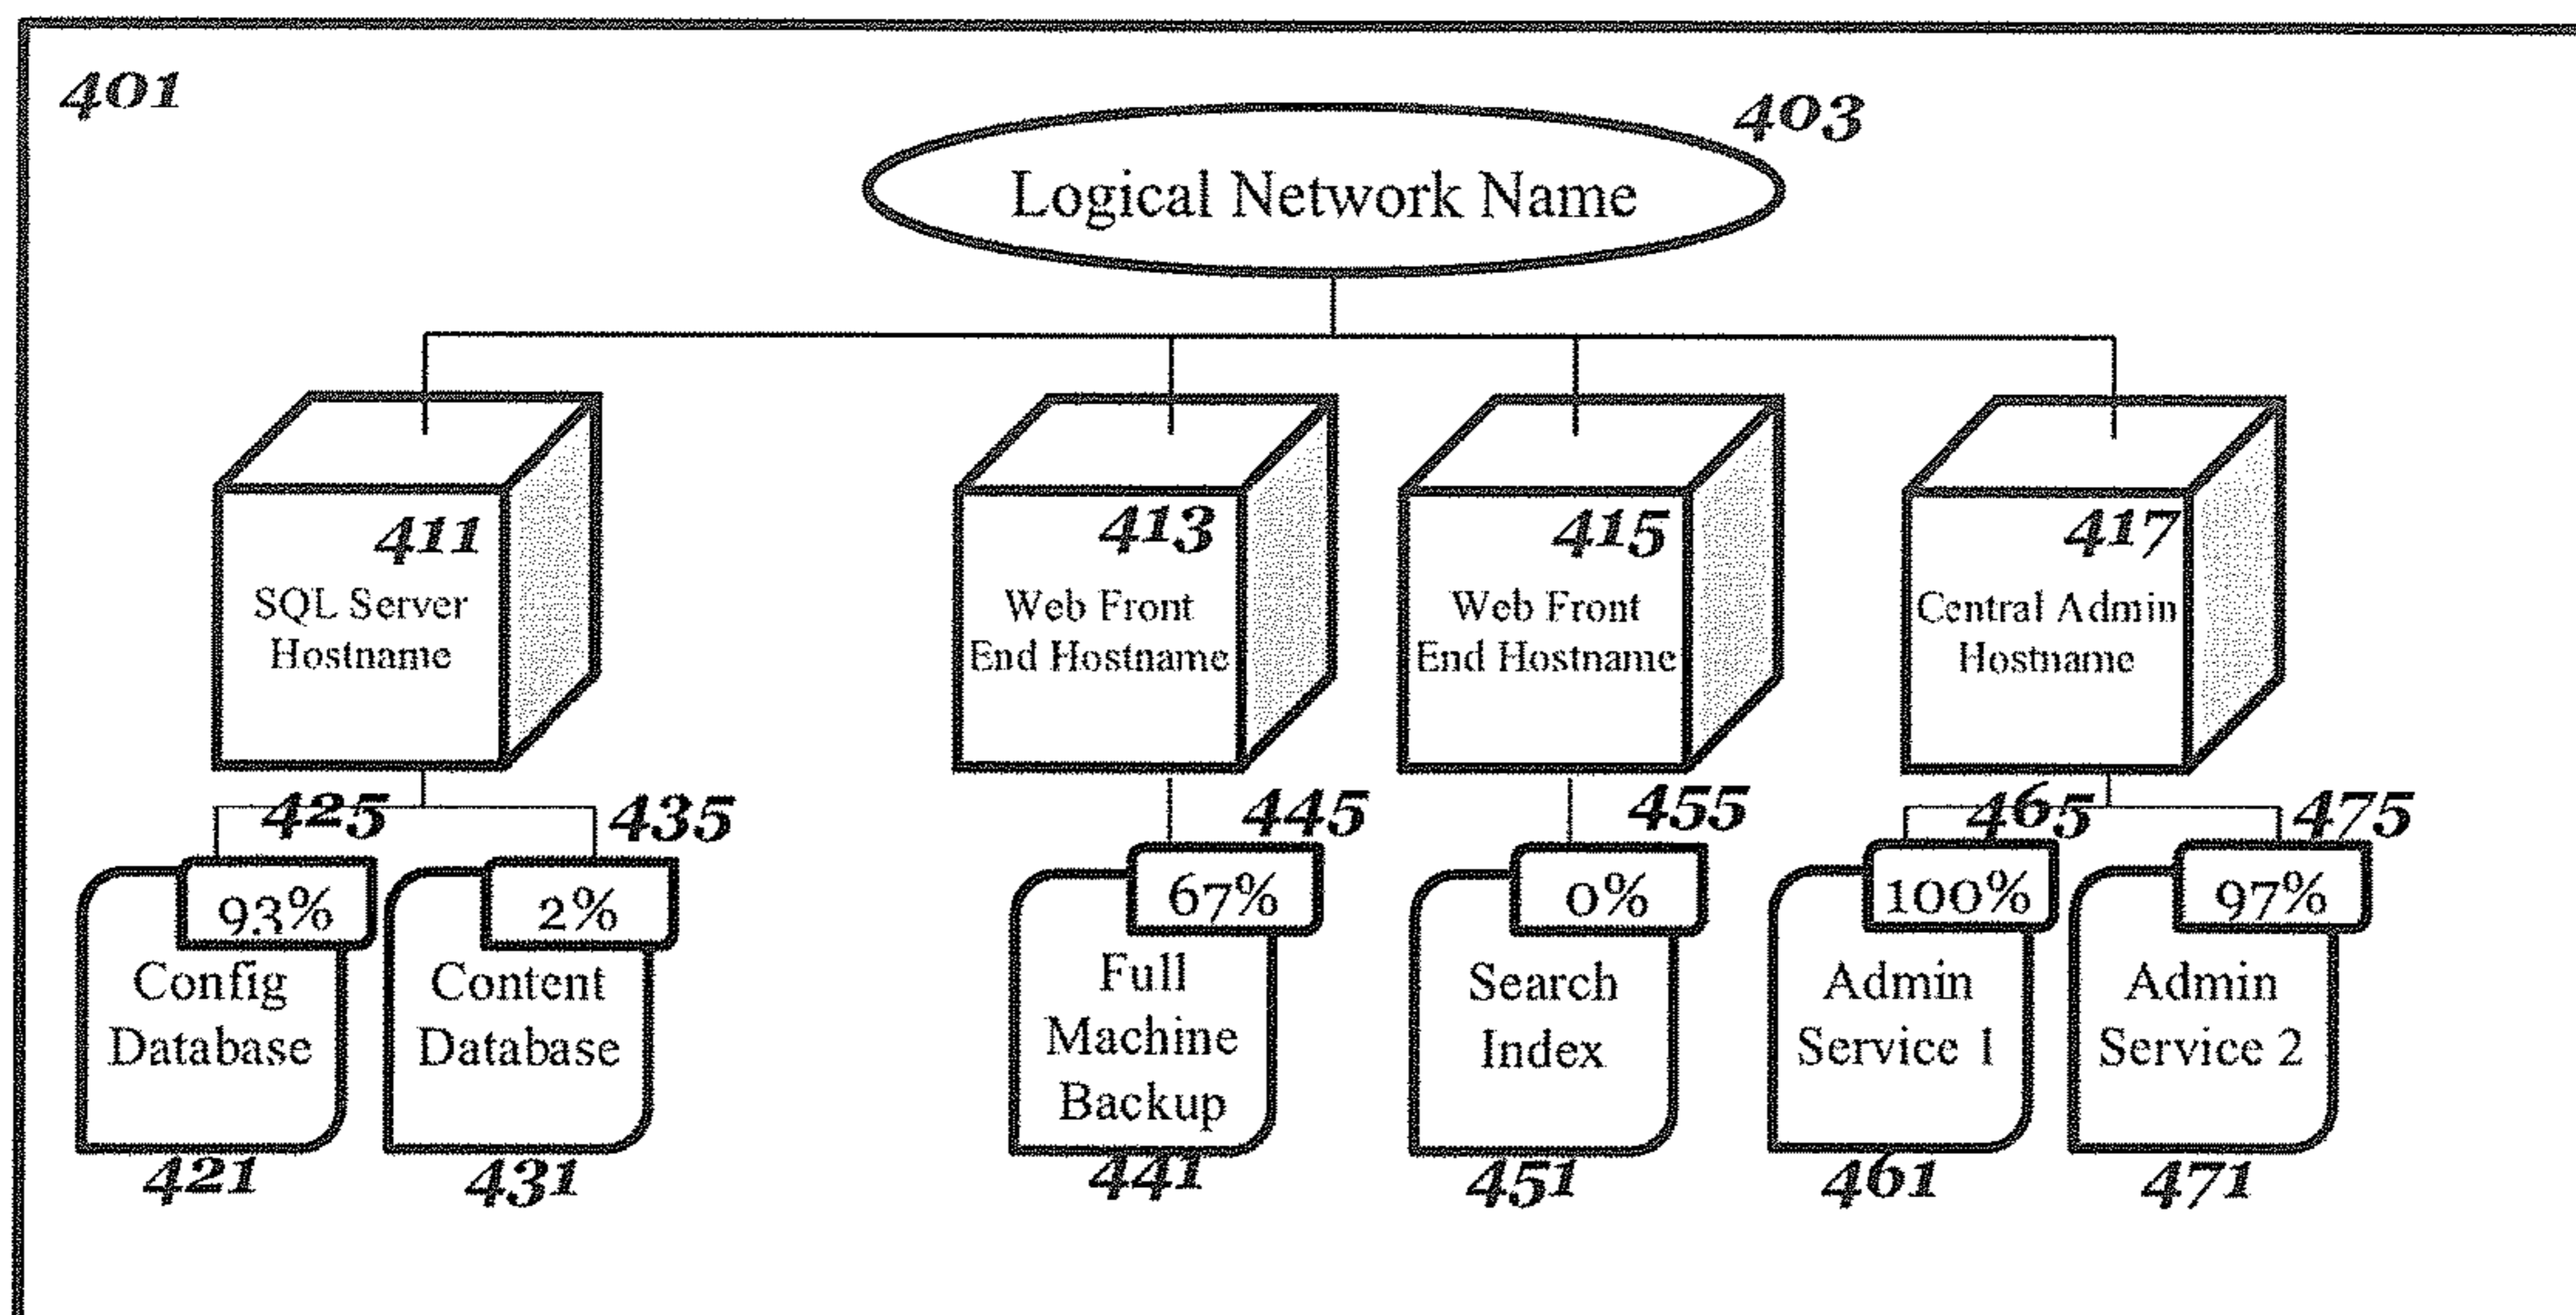 401
403
Logical Network Name
411
SQL Server
Hostname
413
Web Front
End Hostname
415
Web Front
End Hostname
417
Central Admin
Hostname
425
93%
Config
Database
421
435
2%
Content
Database
431
445
67%
Full
Machine
Backup
441
455
0%
Search
Index
451
465
100%
Admin
Service 1
461
475
97%
Admin
Service 2
471